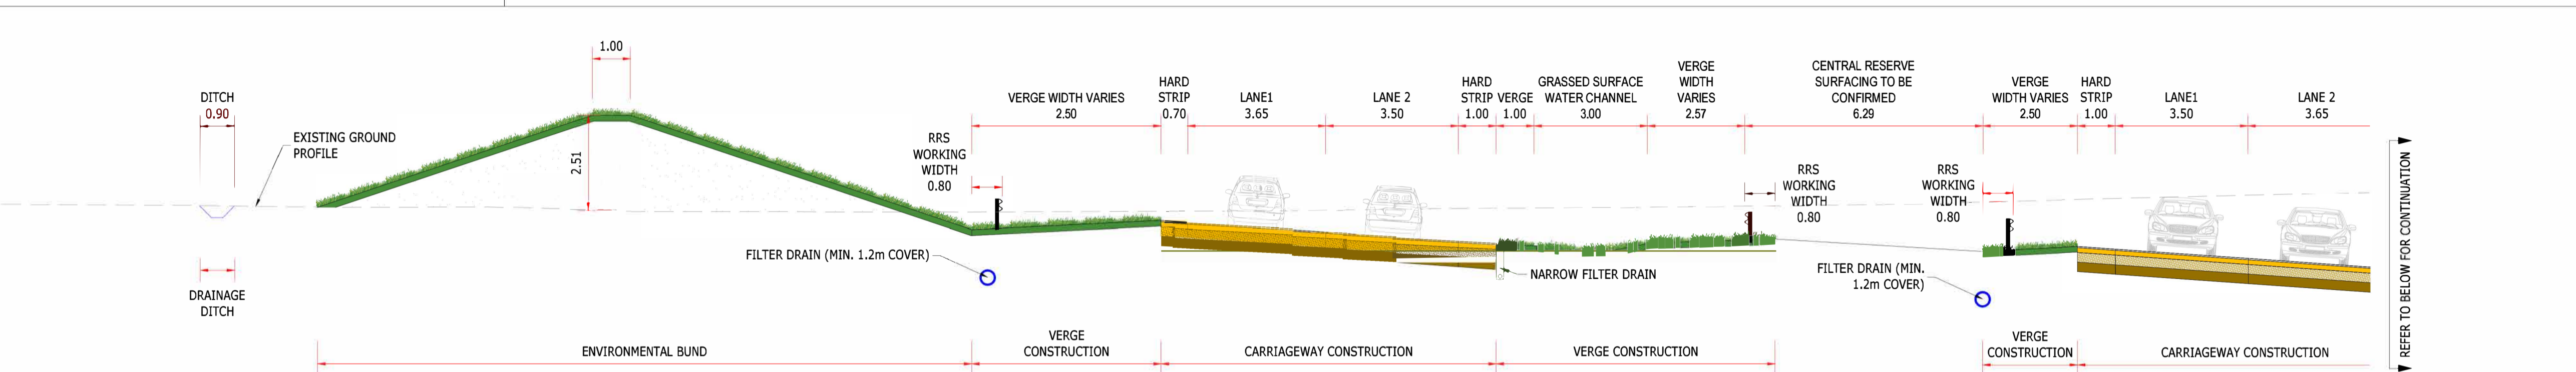 1.00
DITCH
0.90
EXISTING GROUND
PROFILE
2.51
RRS
WORKING
WIDTH
0.80
VERGE WIDTH VARIES
2.50
HARD
STRIP
0.70
LANE1
3.65
LANE 2
3.50
HARD
STRIP
1.00
VERGE
1.00
GRASSED SURFACE
WATER CHANNEL
3.00
VERGE
WIDTH
VARIES
2.57
CENTRAL RESERVE
SURFACING TO BE
CONFIRMED
6.29
VERGE
WIDTH VARIES
2.50
HARD
STRIP
1.00
LANE1
3.50
LANE 2
3.65
RRS
WORKING
WIDTH
0.80
RRS
WORKING
WIDTH
0.80
REFER TO BELOW FOR CONTINUATION
FILTER DRAIN (MIN. 1.2m COVER)
NARROW FILTER DRAIN
FILTER DRAIN (MIN.
1.2m COVER)
DRAINAGE
DITCH
ENVIRONMENTAL BUND
VERGE
CONSTRUCTION
CARRIAGEWAY CONSTRUCTION
VERGE CONSTRUCTION
VERGE
CONSTRUCTION
CARRIAGEWAY CONSTRUCTION